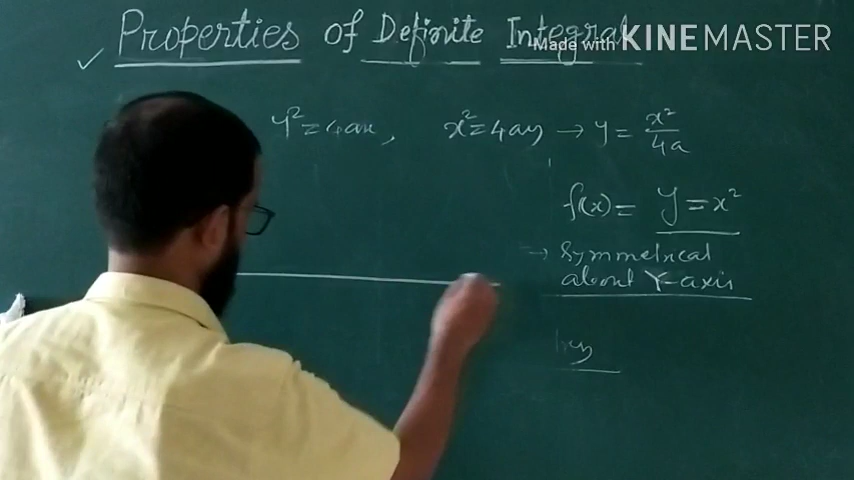 ✓ Properties of Definite Integral
Made with KINEMASTER
y²=4ax, x²=4ay → y = x²/4a
f(x)= y=x²
→ Symmetrical
about Y-axis